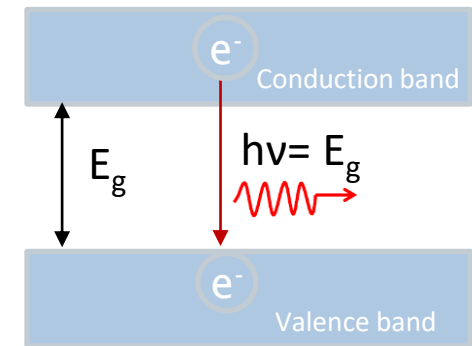 e⁻
Conduction band
hν= E_g
E_g
e⁻
Valence band